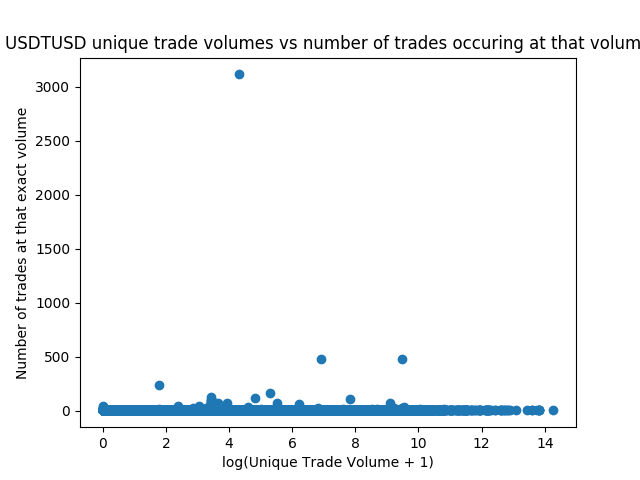 USDTUSD unique trade volumes vs number of trades occuring at that volum
3000
2500
2000
1500
1000
500
0
Number of trades at that exact volume
0 2 4 6 8 10 12 14
log(Unique Trade Volume + 1)